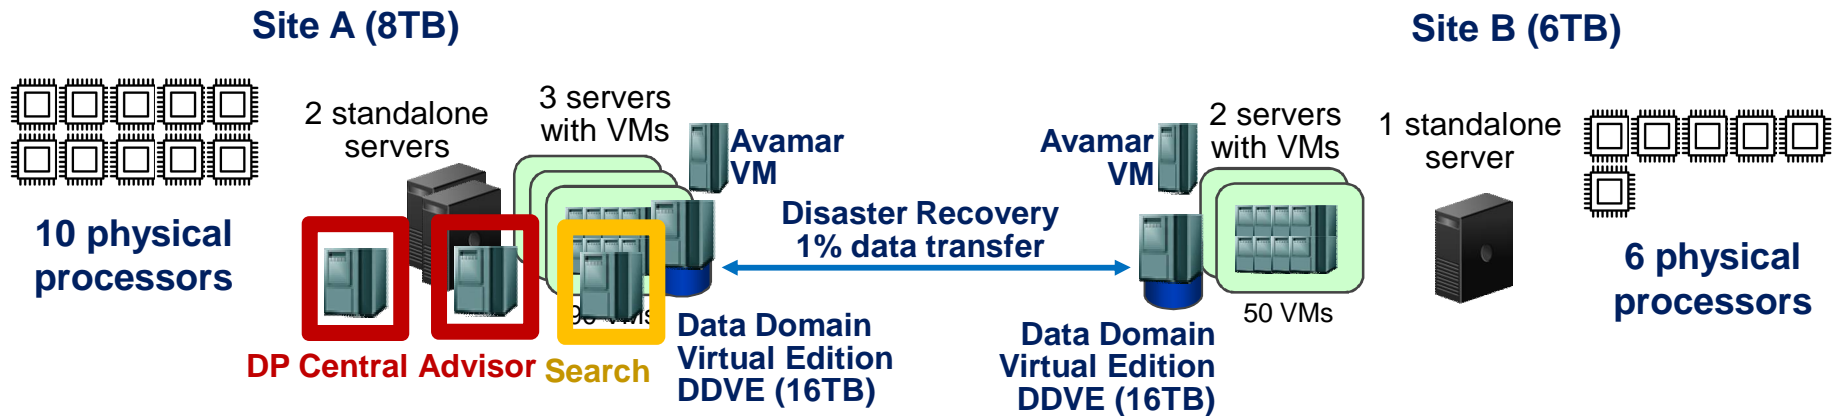 Site A (8TB)
Site B (6TB)
2 standalone
servers
3 servers
with VMs
Avamar
VM
Avamar
VM
2 servers
with VMs
1 standalone
server
10 physical
processors
Disaster Recovery
1% data transfer
6 physical
processors
VMs
50 VMs
DP Central
Advisor
Search
Data Domain
Virtual Edition
DDVE (16TB)
Data Domain
Virtual Edition
DDVE (16TB)